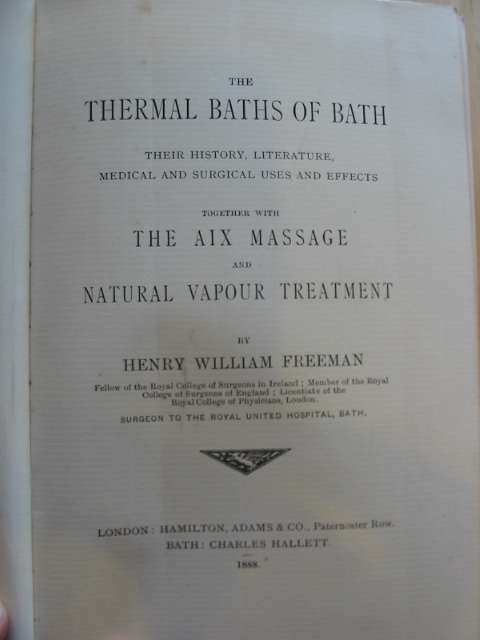 THE
THERMAL BATHS OF BATH
THEIR HISTORY, LITERATURE,
MEDICAL AND SURGICAL USES AND EFFECTS
TOGETHER WITH
THE AIX MASSAGE
AND
NATURAL VAPOUR TREATMENT
BY
HENRY WILLIAM FREEMAN
Fellow of the Royal College of Surgeons in Ireland; Member of the Royal
College of Surgeons of England; Licentiate of the
Royal College of Physicians, London.
SURGEON TO THE ROYAL UNITED HOSPITAL, BATH.
LONDON: HAMILTON, ADAMS & CO., Paternoster Row.
BATH: CHARLES HALLETT.
1888.